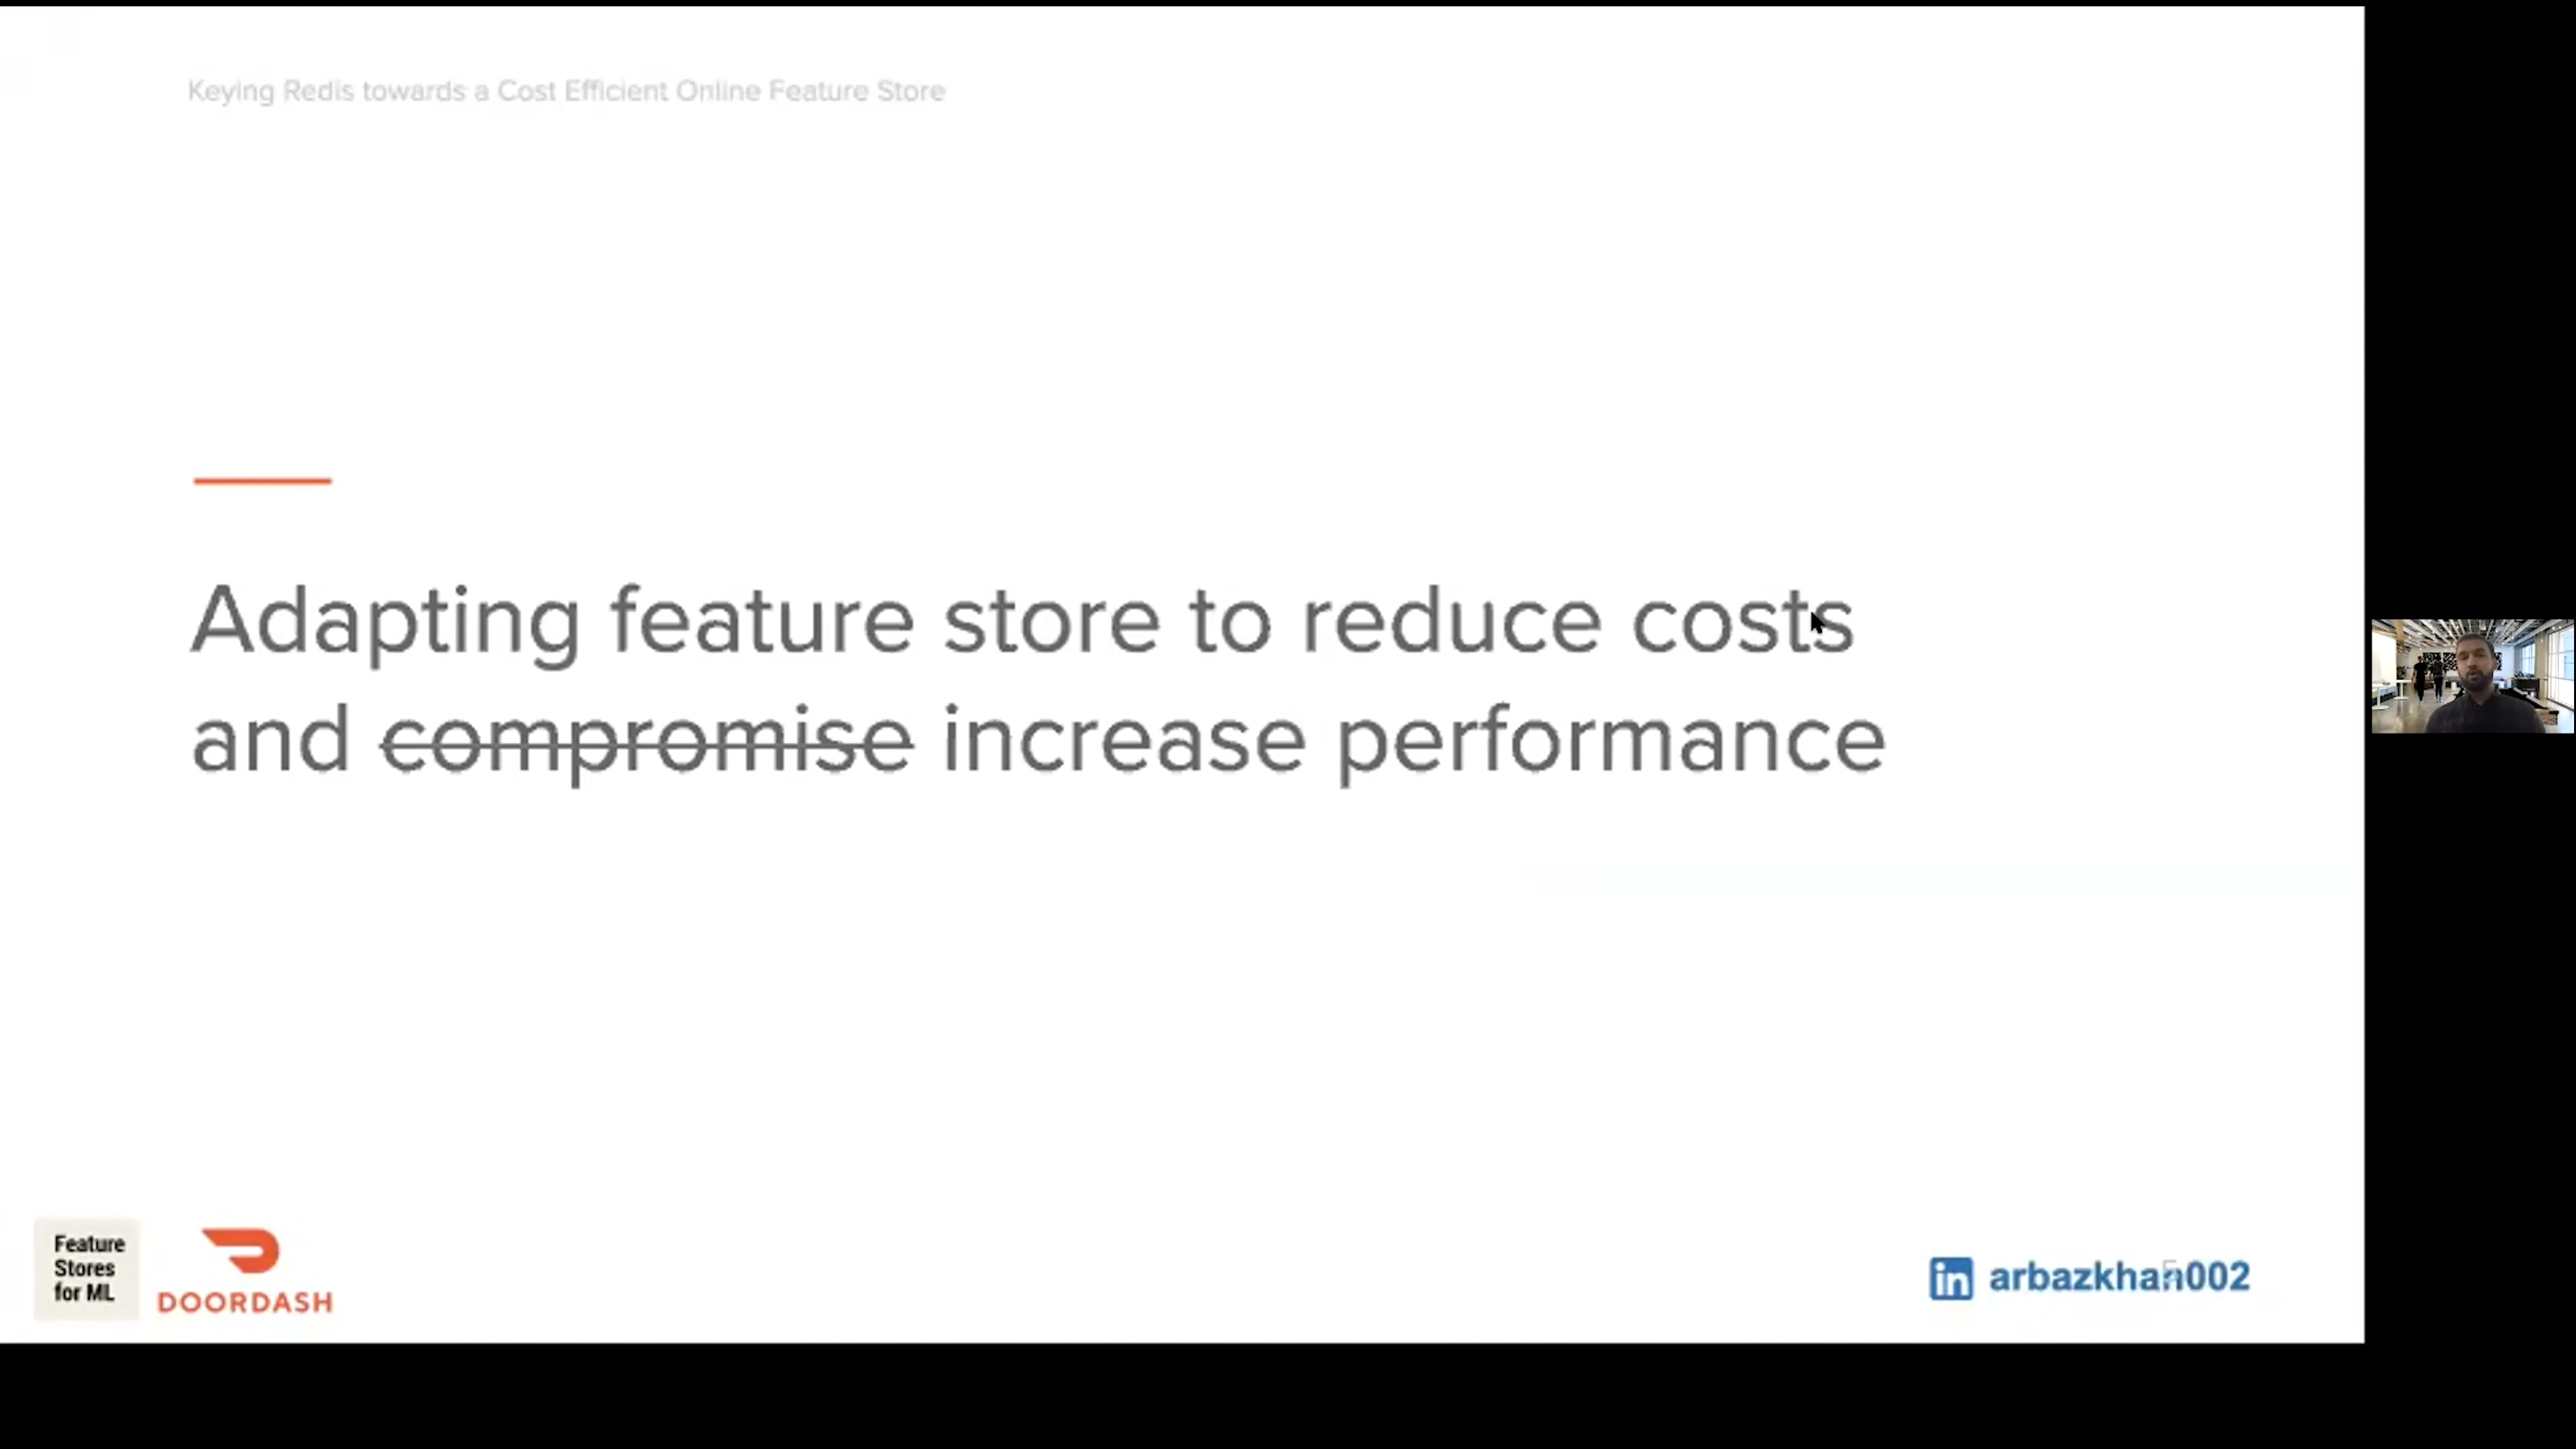 Keying Redis towards a Cost Efficient Online Feature Store
Adapting feature store to reduce costs
and compromise increase performance
Feature
Stores
for ML
DOORDASH
in arbazkhan002